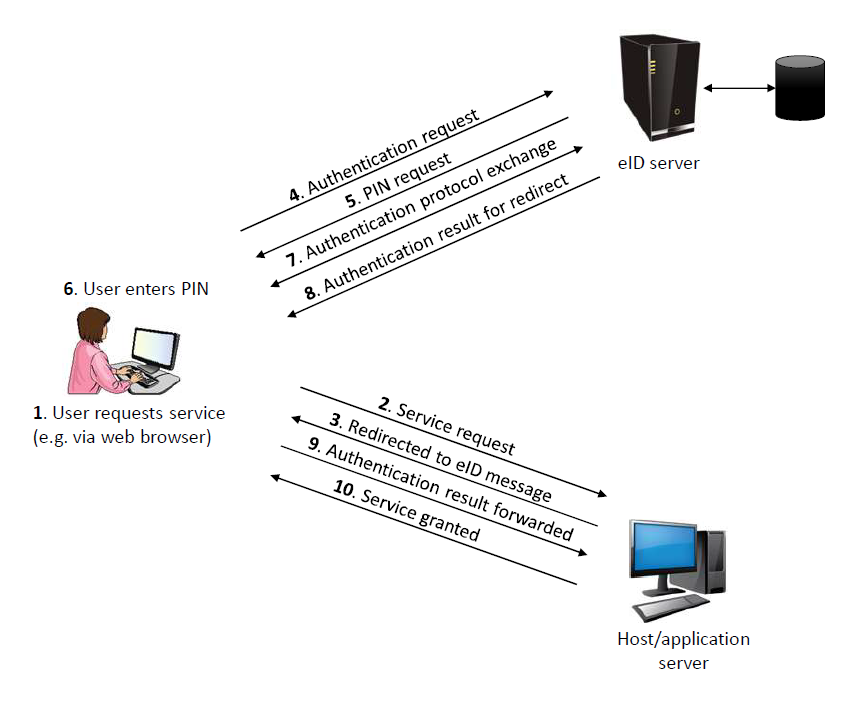 eID server
4. Authentication request
5. PIN request
7. Authentication protocol exchange
8. Authentication result for redirect
6. User enters PIN
1. User requests service
(e.g. via web browser)
2. Service request
3. Redirected to eID message
9. Authentication result forwarded
10. Service granted
Host/application
server